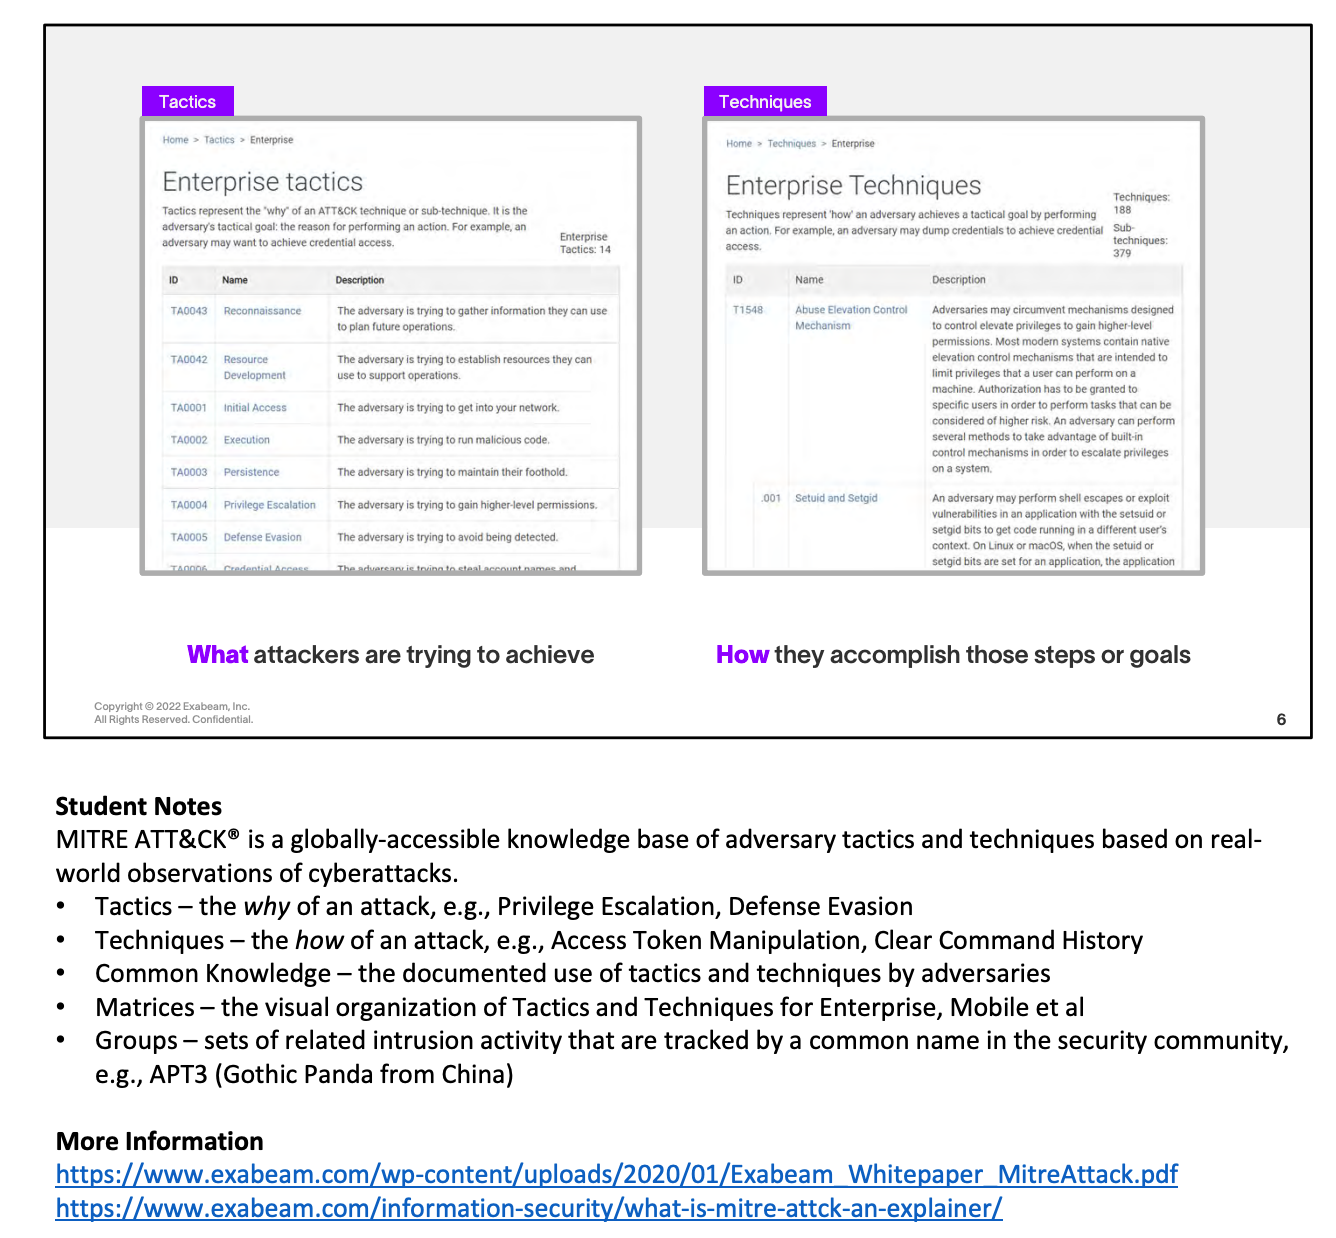 Tactics
Home > Tactics > Enterprise
Enterprise tactics
Tactics represent the "why" of an ATT&CK technique or sub-technique. It is the
adversary's tactical goal: the reason for performing an action. For example, an
adversary may want to achieve credential access.
Enterprise
Tactics: 14
ID Name Description
TA0043 Reconnaissance The adversary is trying to gather information they can use
to plan future operations.
TA0042 Resource The adversary is trying to establish resources they can
Development use to support operations.
TA0001 Initial Access The adversary is trying to get into your network.
TA0002 Execution The adversary is trying to run malicious code.
TA0003 Persistence The adversary is trying to maintain their foothold.
TA0004 Privilege Escalation The adversary is trying to gain higher-level permissions.
TA0005 Defense Evasion The adversary is trying to avoid being detected.
TA0006 Credential Access The adversary is trying to steal account names and
What attackers are trying to achieve
Techniques
Home > Techniques > Enterprise
Enterprise Techniques
Techniques represent 'how' an adversary achieves a tactical goal by performing
an action. For example, an adversary may dump credentials to achieve credential
access.
Techniques:
188
Sub-
techniques:
379
ID Name Description
T1548 Abuse Elevation Control Adversaries may circumvent mechanisms designed
Mechanism to control elevate privileges to gain higher-level
permissions. Most modern systems contain native
elevation control mechanisms that are intended to
limit privileges that a user can perform on a
machine. Authorization has to be granted to
specific users in order to perform tasks that can be
considered of higher risk. An adversary can perform
several methods to take advantage of built-in
control mechanisms in order to escalate privileges
on a system.
.001 Setuid and Setgid An adversary may perform shell escapes or exploit
vulnerabilities in an application with the setsuid or
setgid bits to get code running in a different user's
context. On Linux or macOS, when the setuid or
setgid bits are set for an application, the application
How they accomplish those steps or goals
Copyright © 2022 Exabeam, Inc.
All Rights Reserved. Confidential.
6
Student Notes
MITRE ATT&CK® is a globally-accessible knowledge base of adversary tactics and techniques based on real-
world observations of cyberattacks.
• Tactics – the why of an attack, e.g., Privilege Escalation, Defense Evasion
• Techniques – the how of an attack, e.g., Access Token Manipulation, Clear Command History
• Common Knowledge – the documented use of tactics and techniques by adversaries
• Matrices – the visual organization of Tactics and Techniques for Enterprise, Mobile et al
• Groups – sets of related intrusion activity that are tracked by a common name in the security community,
e.g., APT3 (Gothic Panda from China)
More Information
https://www.exabeam.com/wp-content/uploads/2020/01/Exabeam_Whitepaper_MitreAttack.pdf
https://www.exabeam.com/information-security/what-is-mitre-attck-an-explainer/